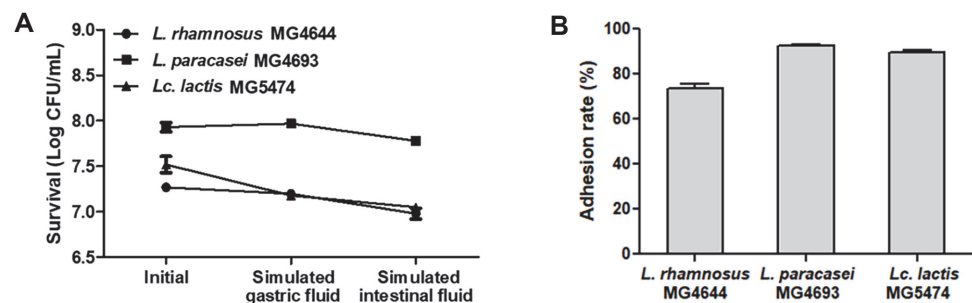 A
Survival (Log CFU/mL)
9.0
8.5
8.0
7.5
7.0
6.5
L. rhamnosus MG4644
L. paracasei MG4693
Lc. lactis MG5474
Initial
Simulated
gastric fluid
Simulated
intestinal fluid
B
Adhesion rate (%)
100
80
60
40
20
0
L. rhamnosus
MG4644
L. paracasei
MG4693
Lc. lactis
MG5474